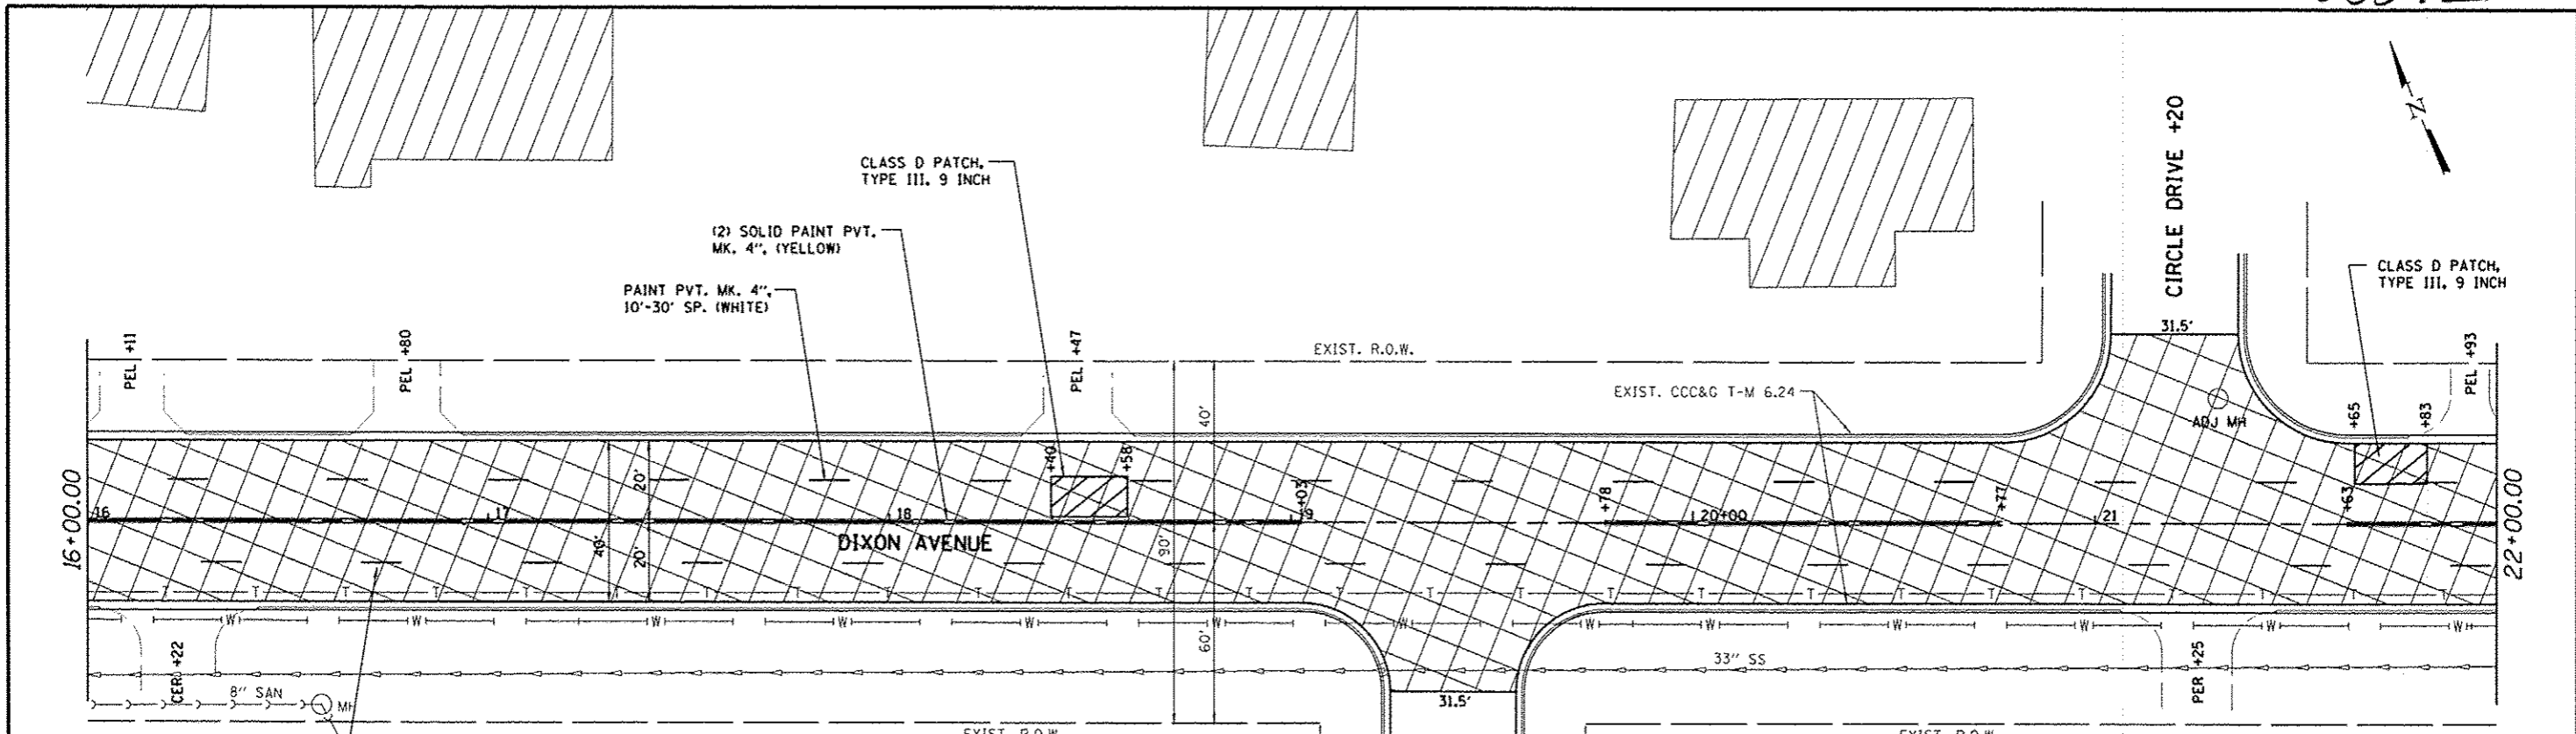 CIRCLE DRIVE +20
N
CLASS D PATCH,
TYPE III, 9 INCH
(2) SOLID PAINT PVT.
MK. 4", (YELLOW)
PAINT PVT. MK. 4",
10'-30' SP. (WHITE)
CLASS D PATCH,
TYPE III, 9 INCH
31.5'
PEL +11
PEL +80
PEL +47
EXIST. R.O.W.
PEL +93
EXIST. CCC&G T-M 6.24
40'
ADJ MH
+65
+83
+40
+58
20'
+03
+78
+77
+63
16+00.00
16
17
18
19
20+00
21
22+00.00
DIXON AVENUE
40'
20'
90'
T T T T T T T T T T T T T T T T T T T T T T T T T T
W W W W W W W W W W W W
60'
CER +22
33" SS
PER +25
8" SAN
MH
31.5'
EXIST. R.O.W.
EXIST. R.O.W.